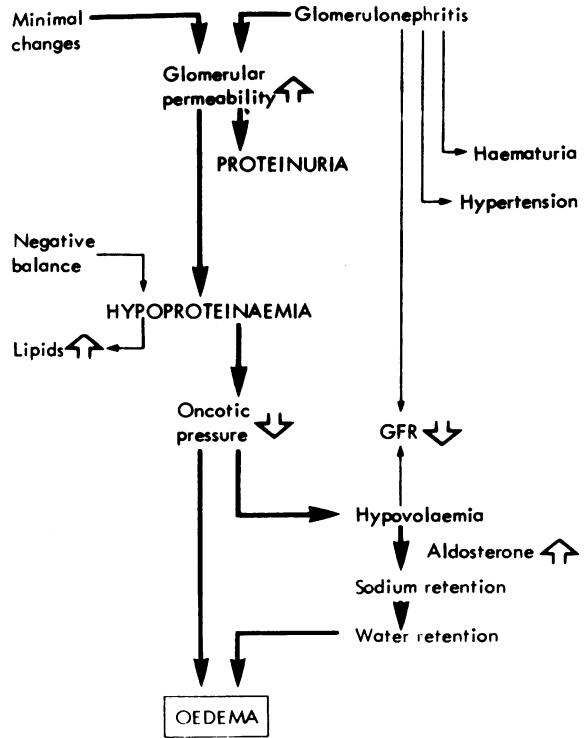 Minimal
changes
Glomerulonephritis
Glomerular
permeability
PROTEINURIA
Haematuria
Hypertension
Negative
balance
HYPOPROTEINAEMIA
Lipids
Oncotic
pressure
GFR
Hypovolaemia
Aldosterone
Sodium retention
Water retention
OEDEMA